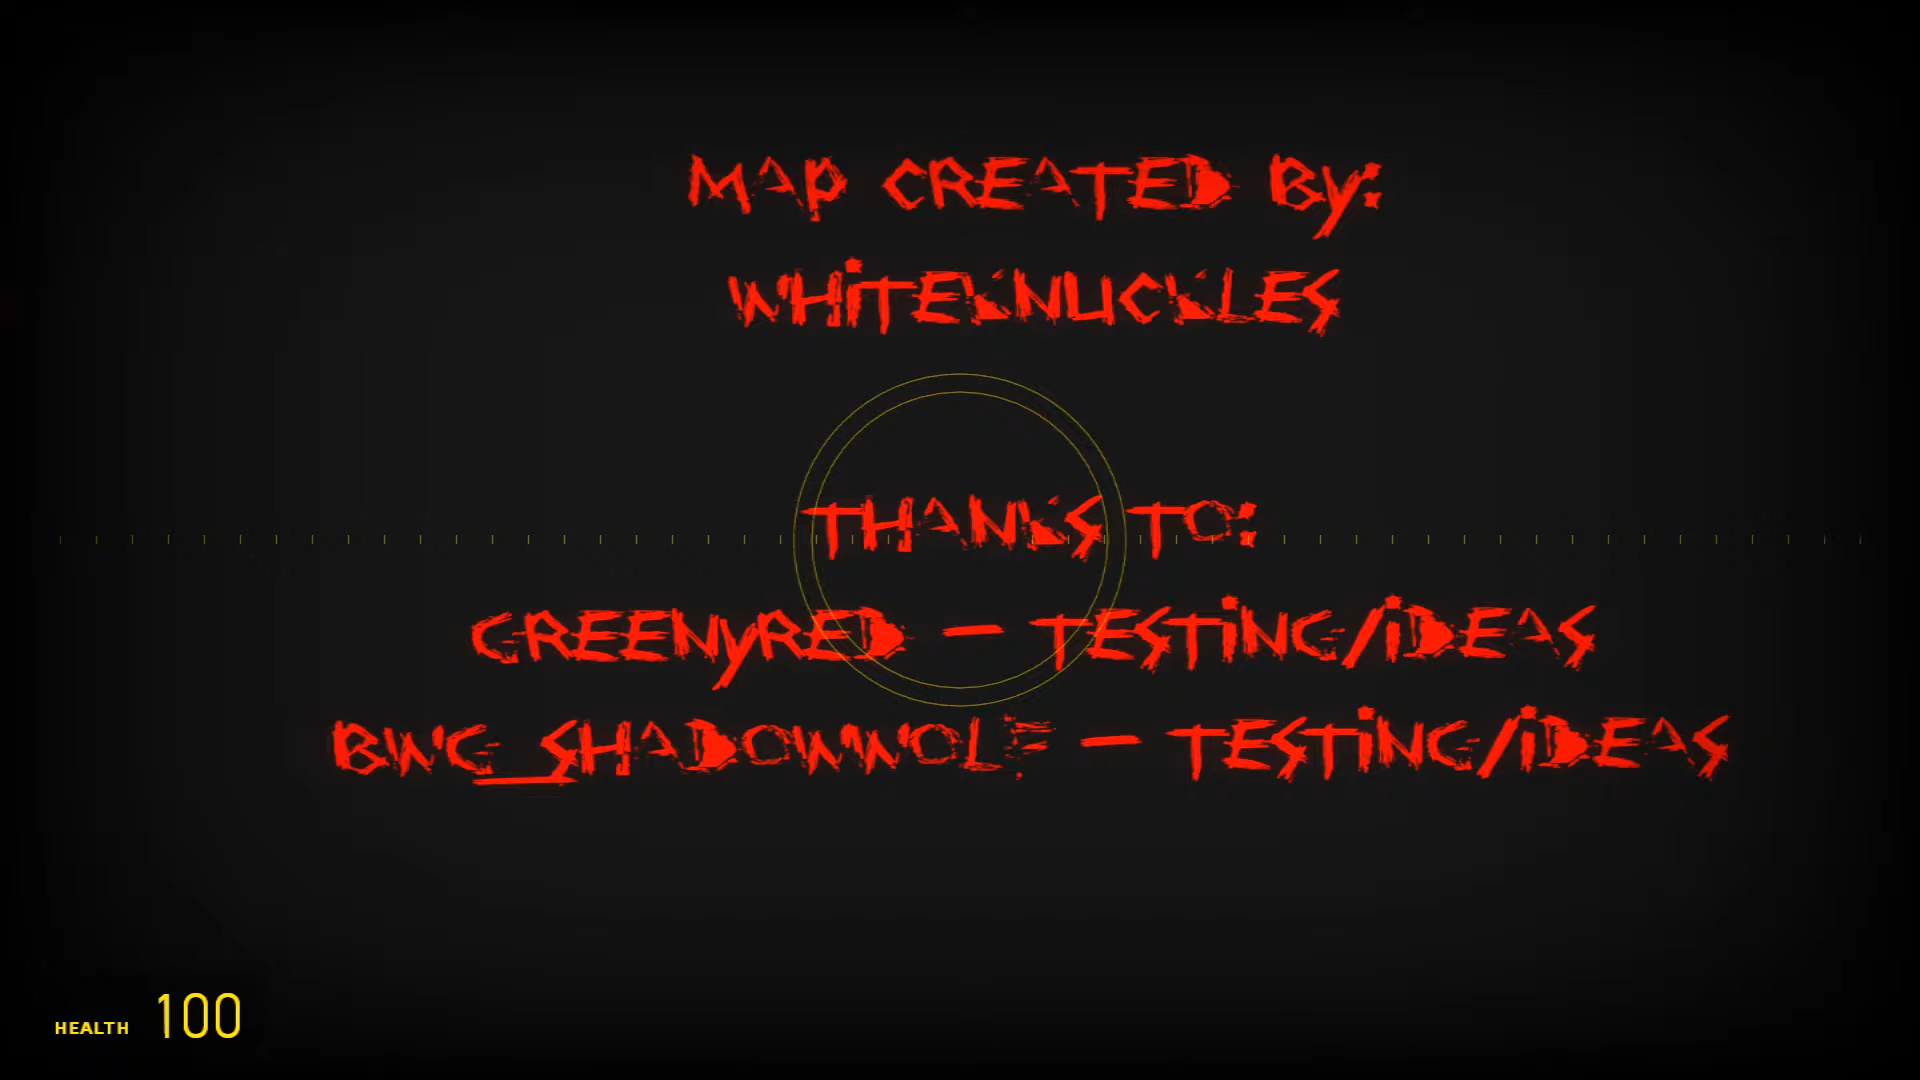 MAP CREATED By:
WHiTEKNUCKLES
THANKS TO:
GREENyRED - TESTiNG/iDEAS
BWG_SHADOWWOLF - TESTiNG/iDEAS
HEALTH 100